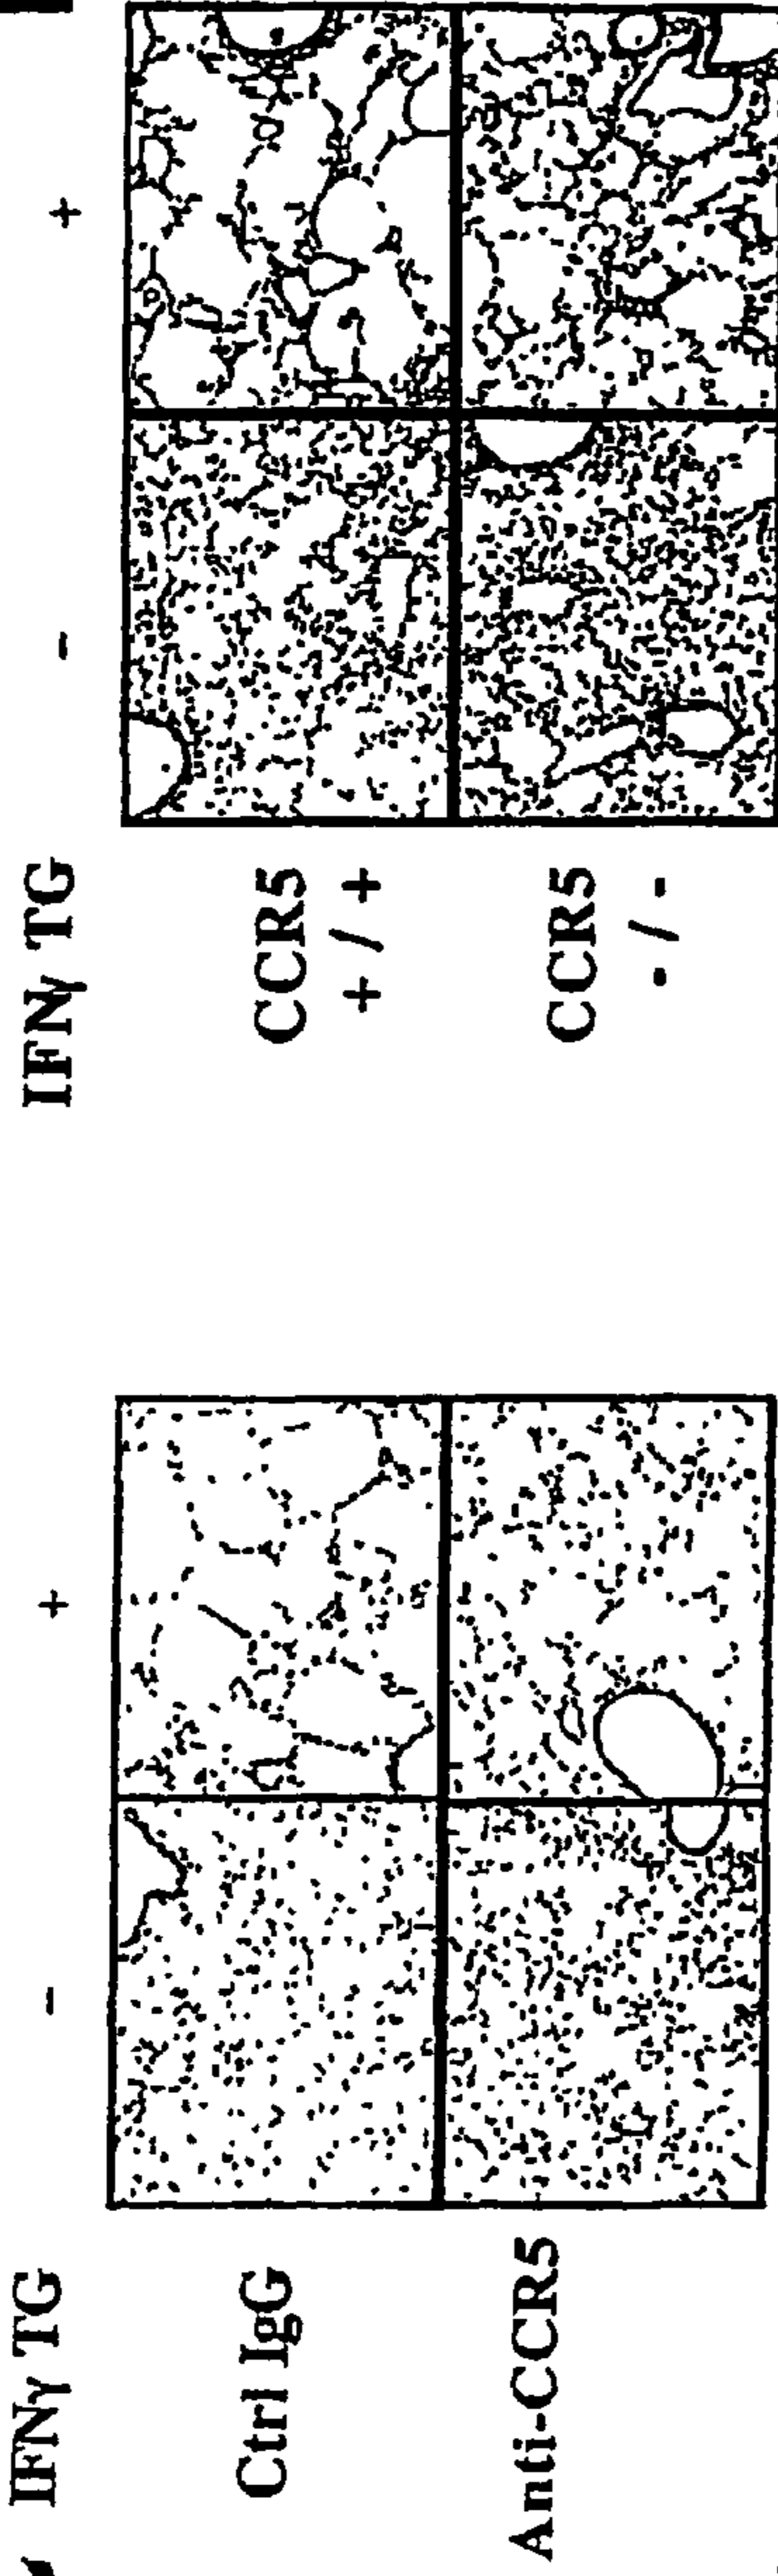 IFNγ TG - +
Ctrl IgG
Anti-CCR5
IFNγ TG - +
CCR5
+ / +
CCR5
- / -